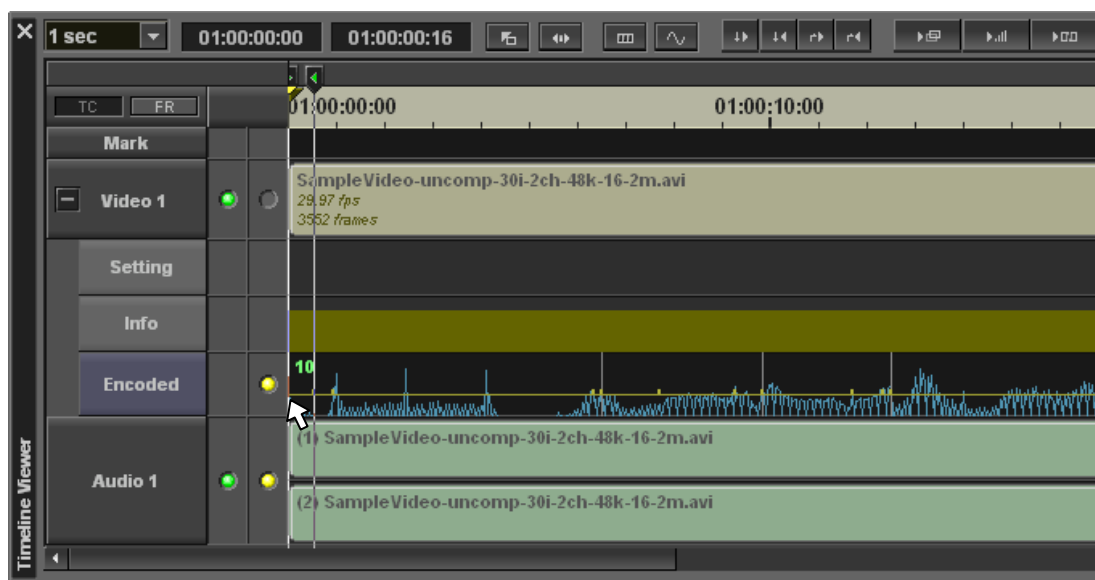 1 sec 01:00:00:00 01:00:00:16
TC FR 01:00:00:00 01:00:10:00
Mark
SampleVideo-uncomp-30i-2ch-48k-16-2m.avi
Video 1
29.97 fps
3552 frames
Setting
Info
10
Encoded
(1) SampleVideo-uncomp-30i-2ch-48k-16-2m.avi
Audio 1
(2) SampleVideo-uncomp-30i-2ch-48k-16-2m.avi
Timeline Viewer